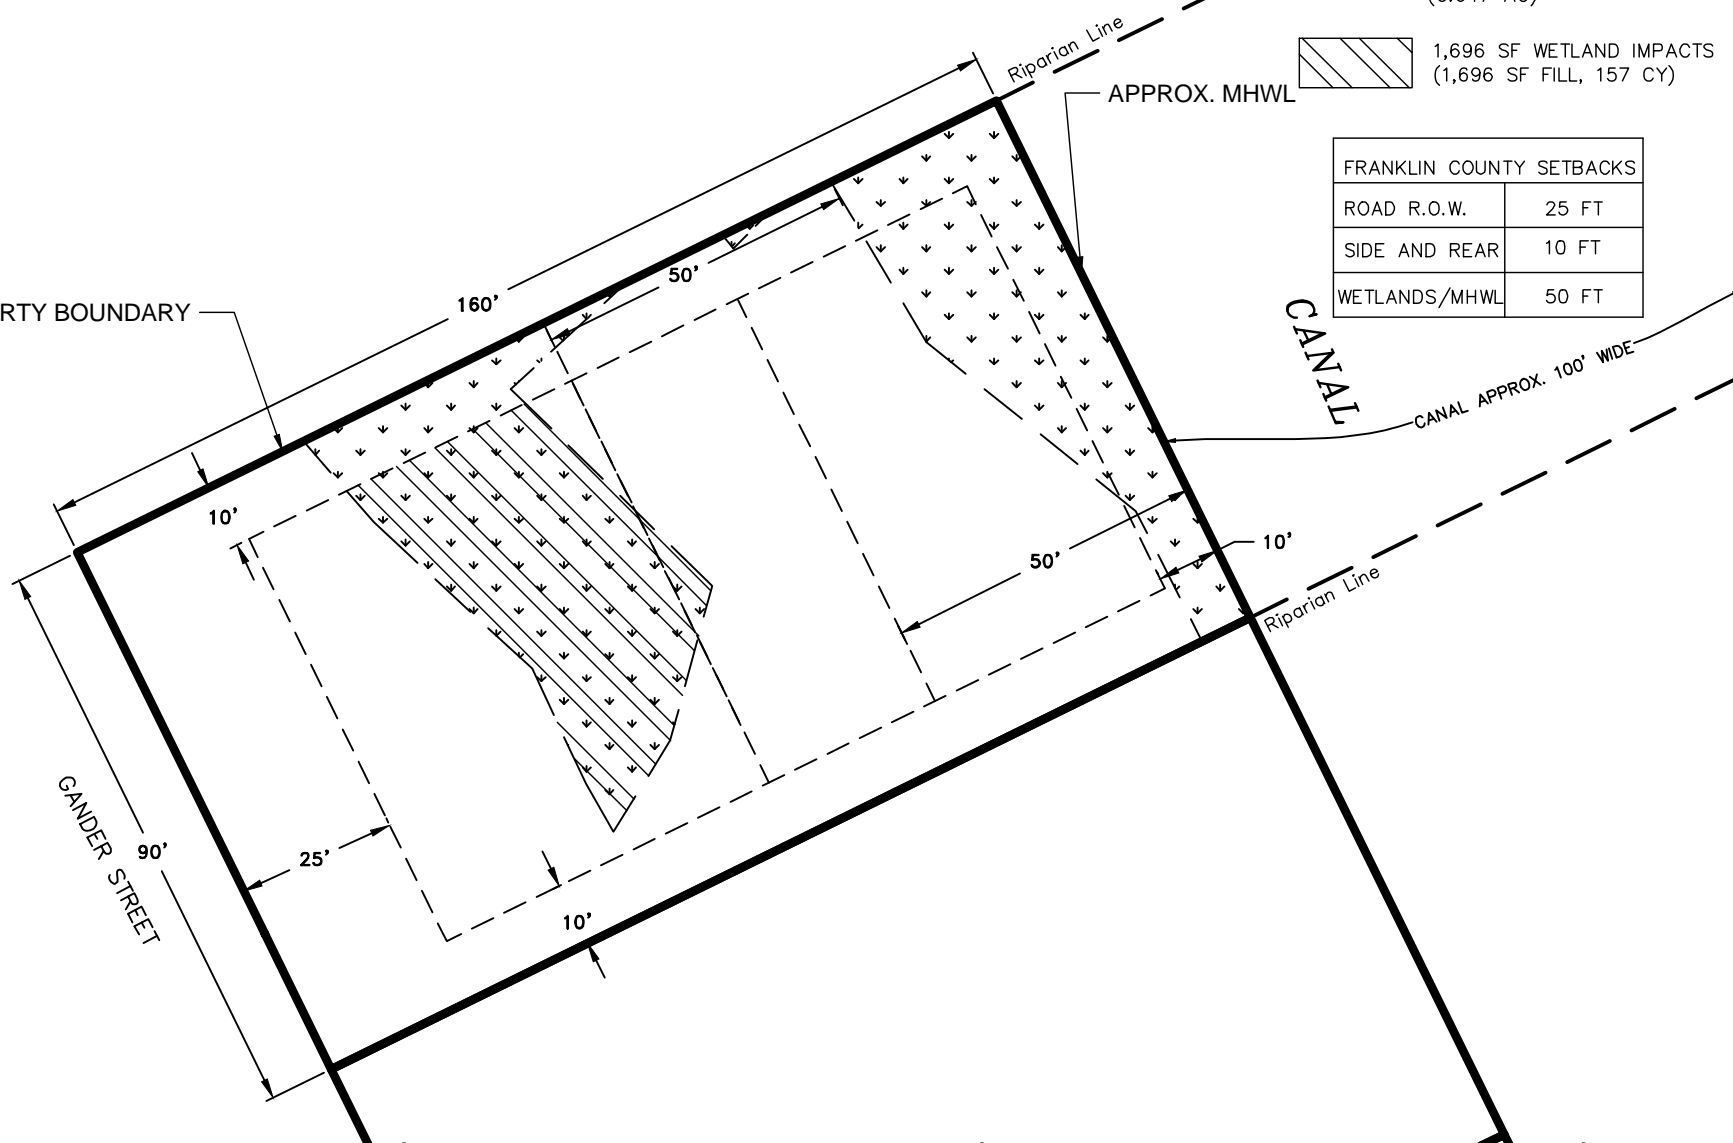 Riparian Line
1,696 SF WETLAND IMPACTS
(1,696 SF FILL, 157 CY)
APPROX. MHWL
FRANKLIN COUNTY SETBACKS
ROAD R.O.W. 25 FT
SIDE AND REAR 10 FT
WETLANDS/MHWL 50 FT
50'
160'
RTY BOUNDARY
CANAL
CANAL APPROX. 100' WIDE
10'
50'
10'
Riparian Line
GANDER STREET
90'
25'
10'